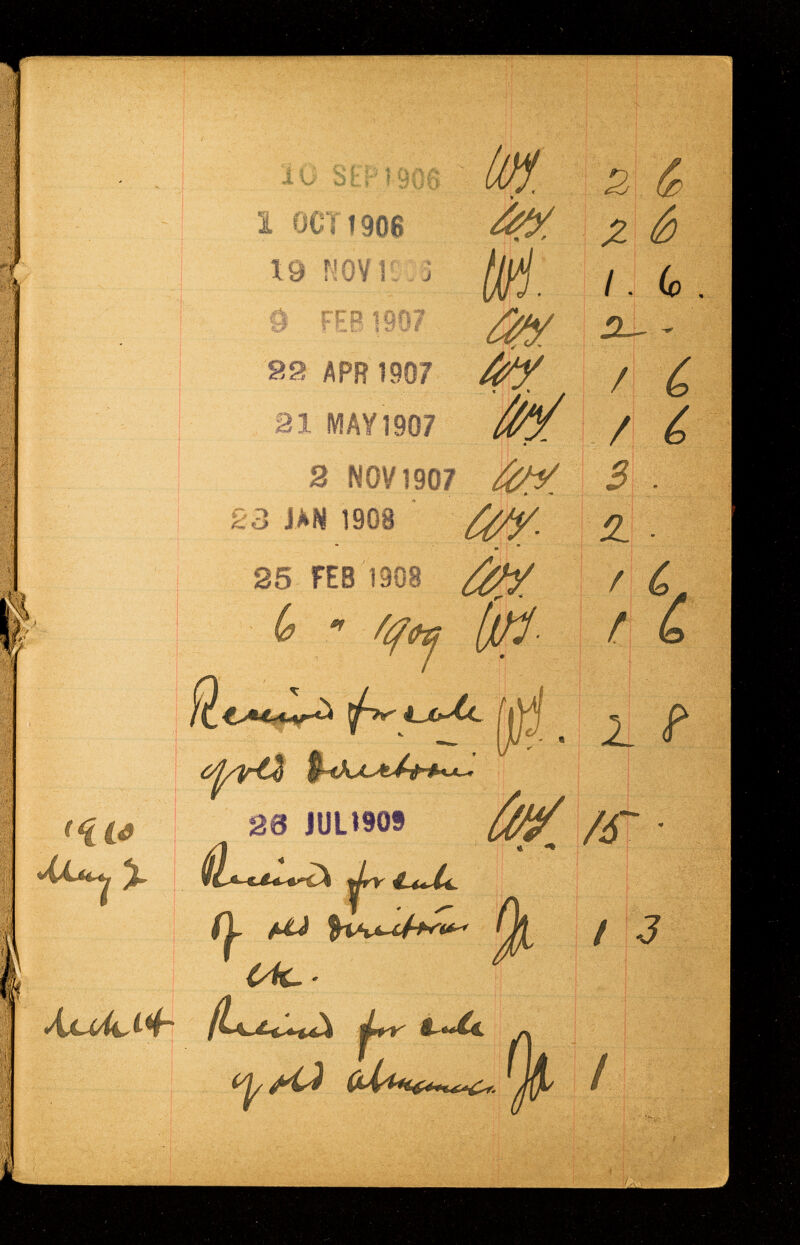 10 SEP 1906 WY. 2 6
1 OCT 1906 WY. 2 6
19 NOV 1906 WY. 1. 6.
9 FEB 1907 WY 2 -
22 APR 1907 WY 1 6
21 MAY 1907 WY. 1 6
2 NOV 1907 WY 3 .
23 JAN 1908 WY. 2 .
25 FEB 1908 WY 1 6
6 " 1909 WY. 1 6
Received for sale WY. 2 8
of old Directories
1910 26 JUL 1909 WY. 15 .
May 2 Received for sale
of old Directories Ja 1 3
etc.
14 Received for sale
of old almanacs. Ja 1